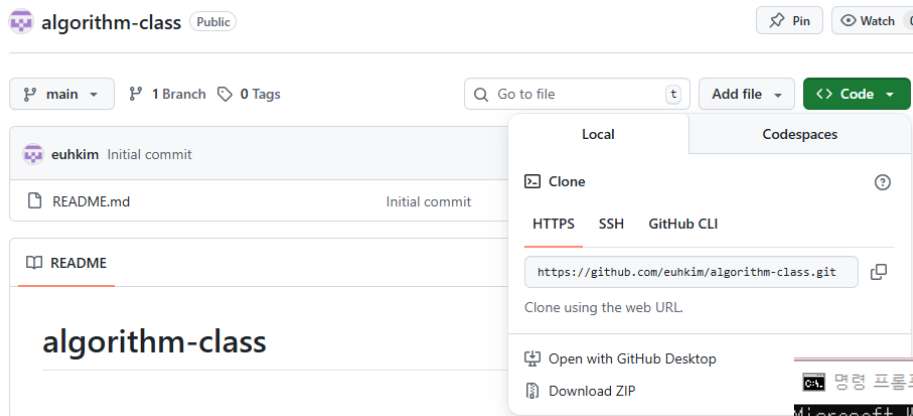 algorithm-class Public Pin Watch
main 1 Branch 0 Tags Go to file t Add file Code
Local Codespaces
euhkim Initial commit
Clone
README.md Initial commit
HTTPS SSH GitHub CLI
README
https://github.com/euhkim/algorithm-class.git
Clone using the web URL.
algorithm-class
Open with GitHub Desktop
Download ZIP
명령